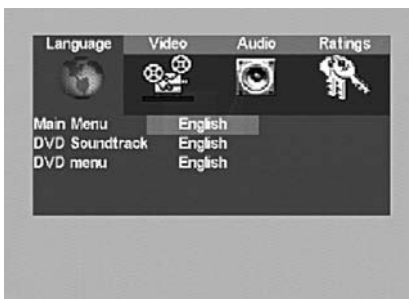 Language Video Audio Ratings
Main Menu English
DVD Soundtrack English
DVD menu English